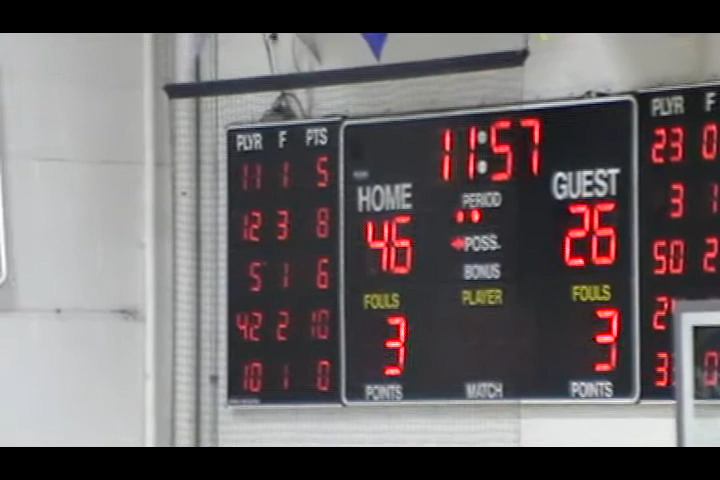 PLYR F PTS
11 1 5
12 3 8
5 1 6
42 2 10
10 1 0
11:57
HOME PERIOD GUEST
46 POSS. 26
BONUS
FOULS PLAYER FOULS
3 3
POINTS MATCH POINTS
PLYR F
23 0
3 1
50 2